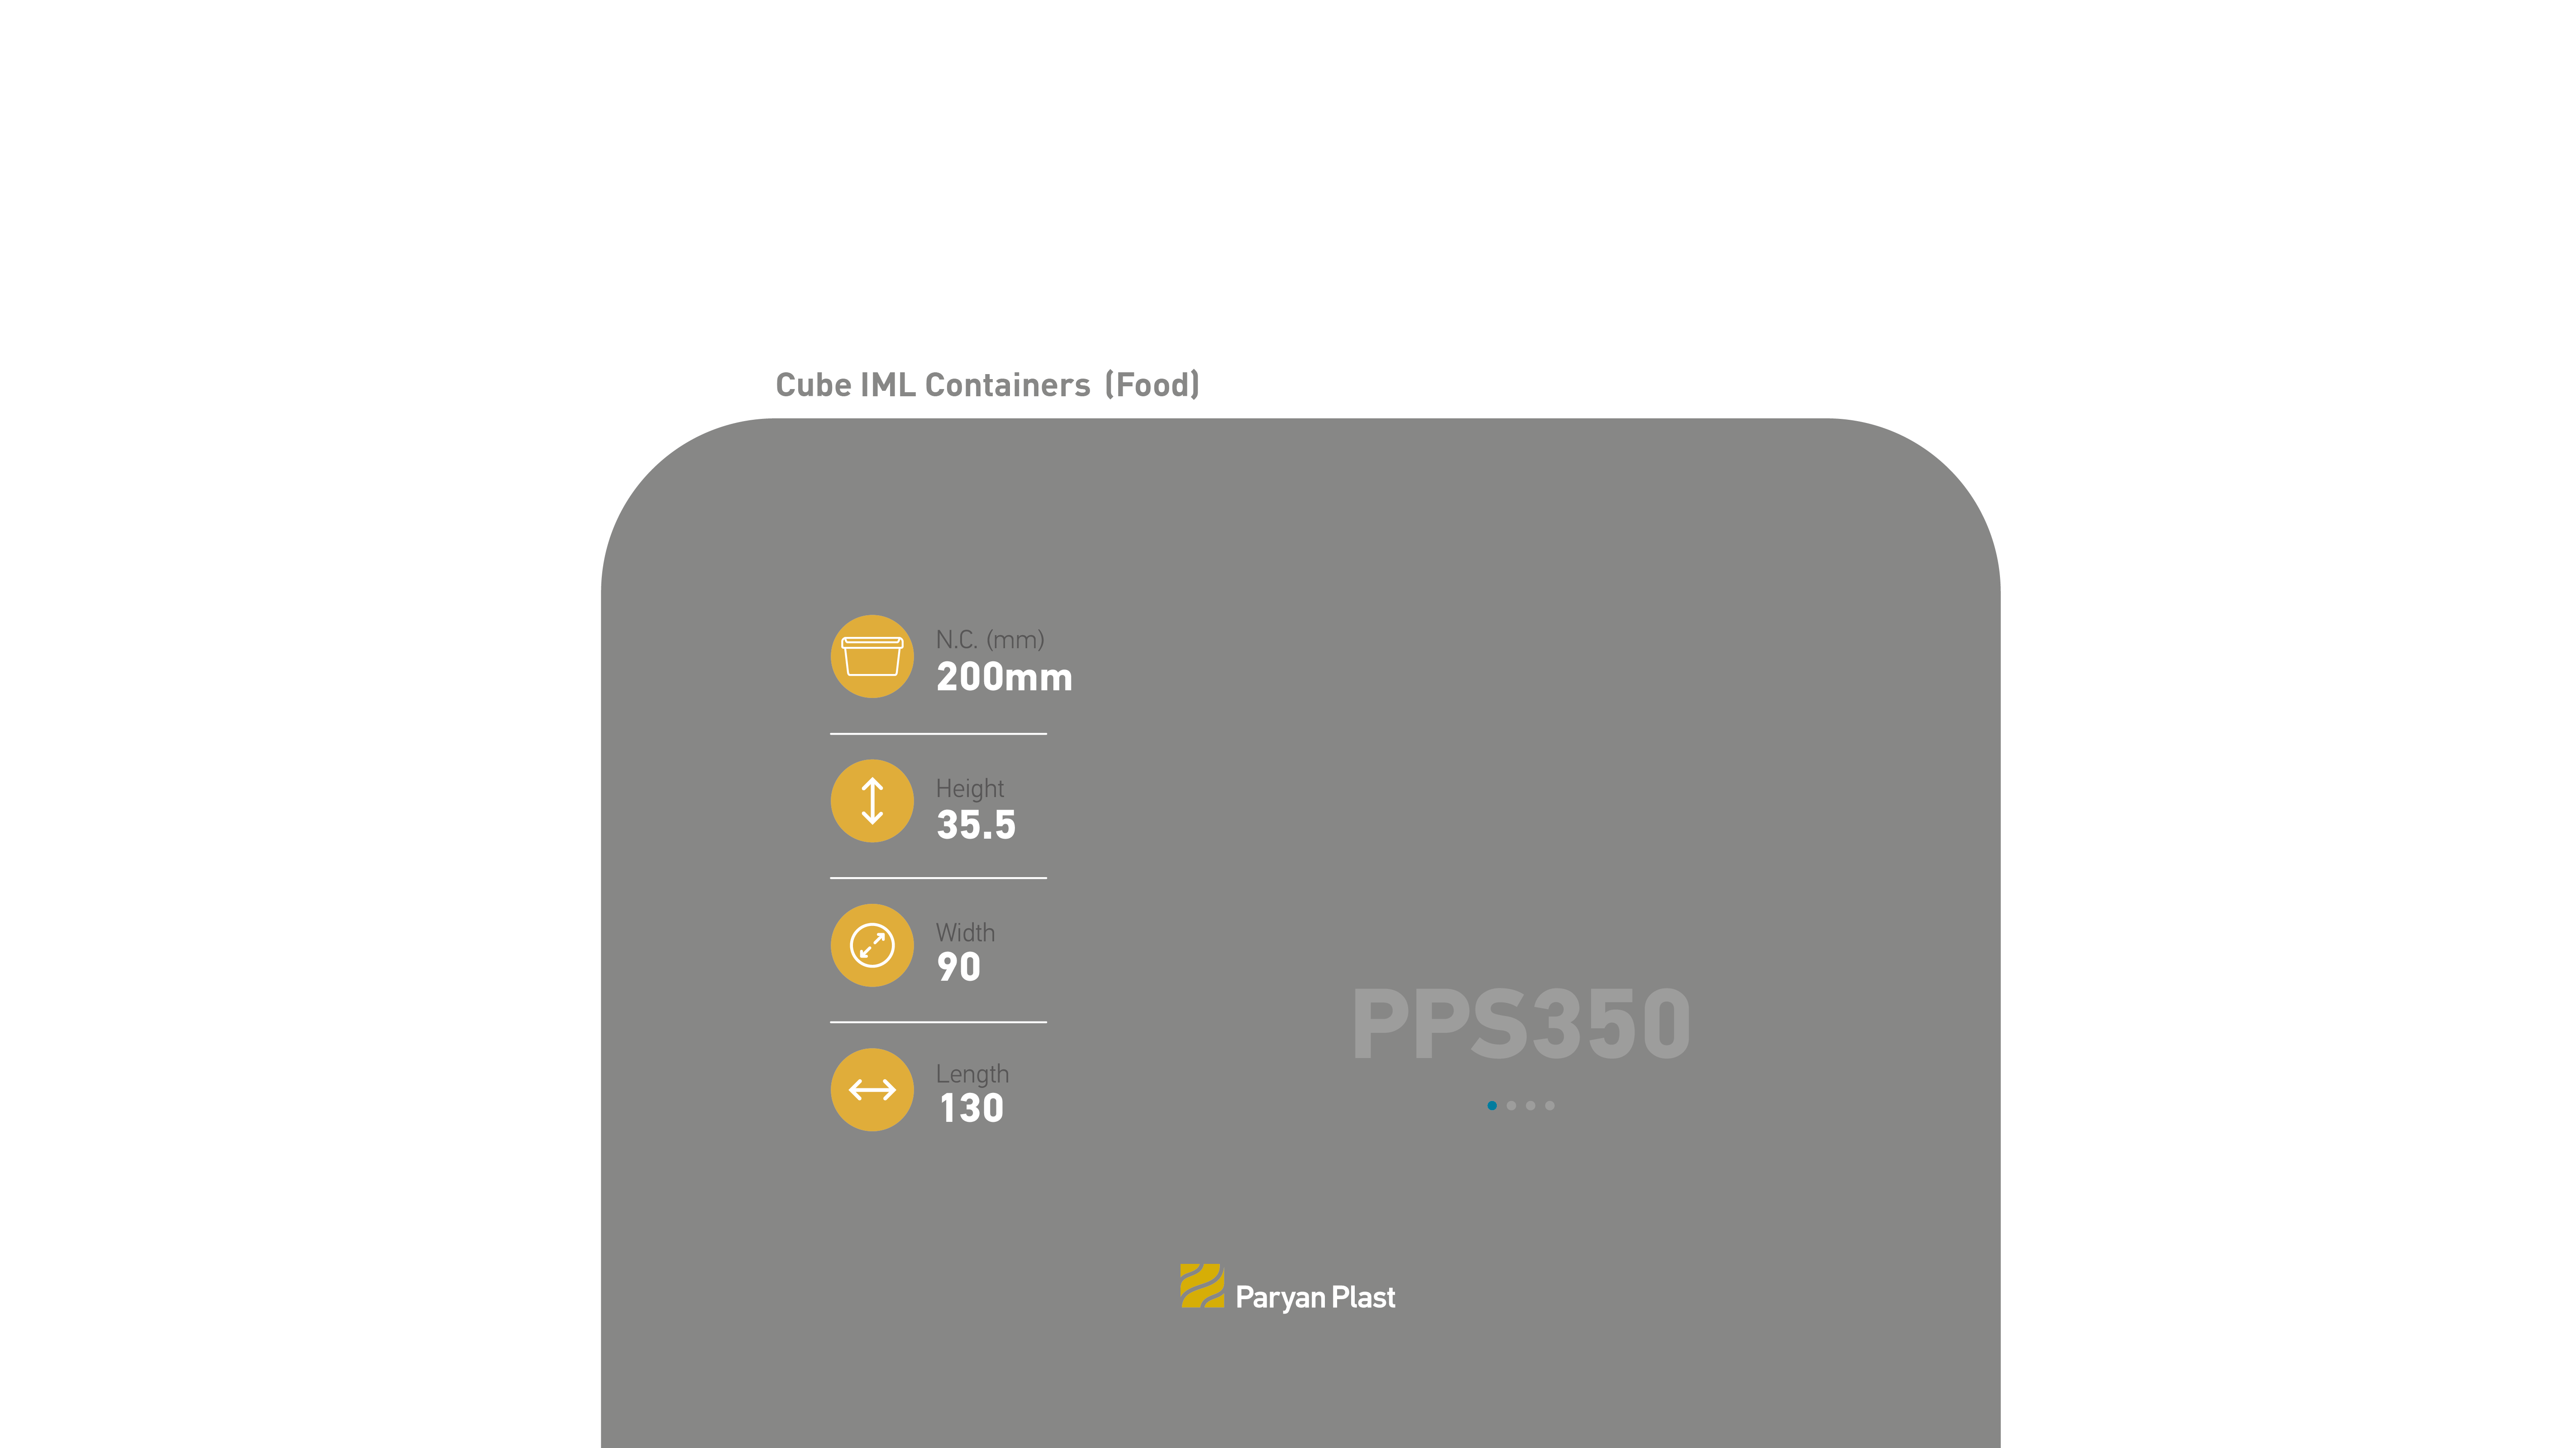 Cube IML Containers (Food)
N.C. (mm)
200mm
Height
35.5
Width
90
Length
130
PPS350
Paryan Plast